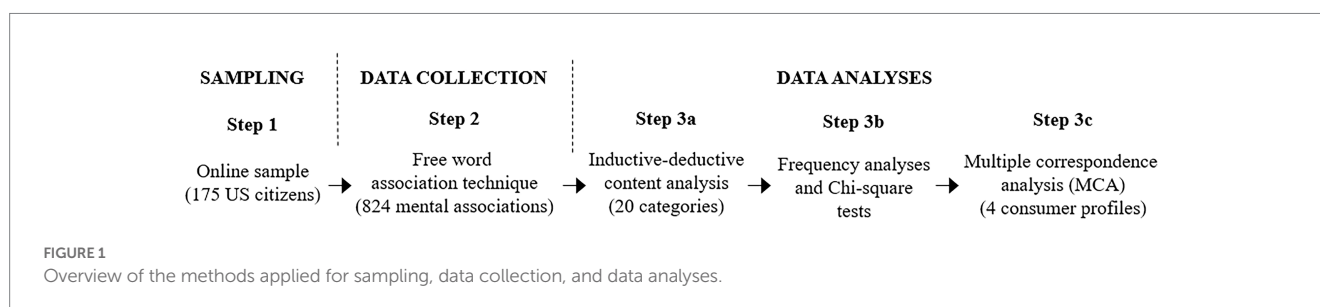 SAMPLING
DATA COLLECTION
DATA ANALYSES
Step 1
Step 2
Step 3a
Step 3b
Step 3c
Online sample
(175 US citizens)
Free word
association technique
(824 mental associations)
Inductive-deductive
content analysis
(20 categories)
Frequency analyses
and Chi-square
tests
Multiple correspondence
analysis (MCA)
(4 consumer profiles)
FIGURE 1
Overview of the methods applied for sampling, data collection, and data analyses.